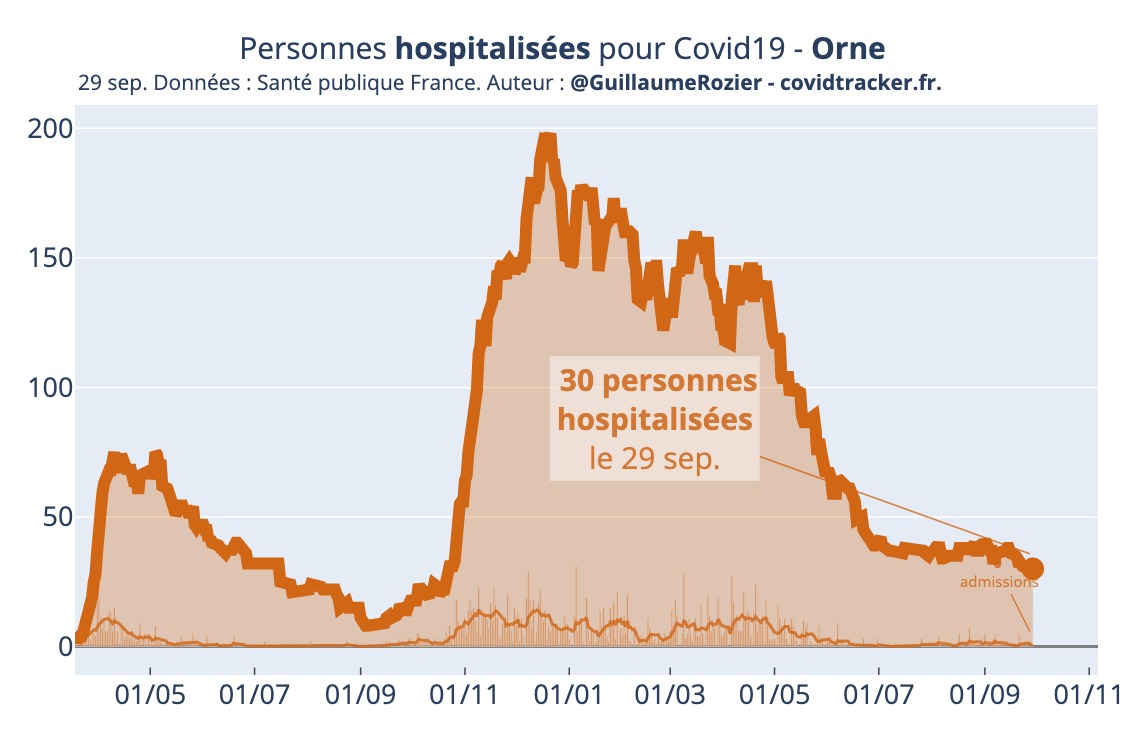 Personnes hospitalisées pour Covid19 - Orne
29 sep. Données : Santé publique France. Auteur : @GuillaumeRozier - covidtracker.fr.
200
150
100
50
0
30 personnes
hospitalisées
le 29 sep.
admissions
01/05 01/07 01/09 01/11 01/01 01/03 01/05 01/07 01/09 01/11